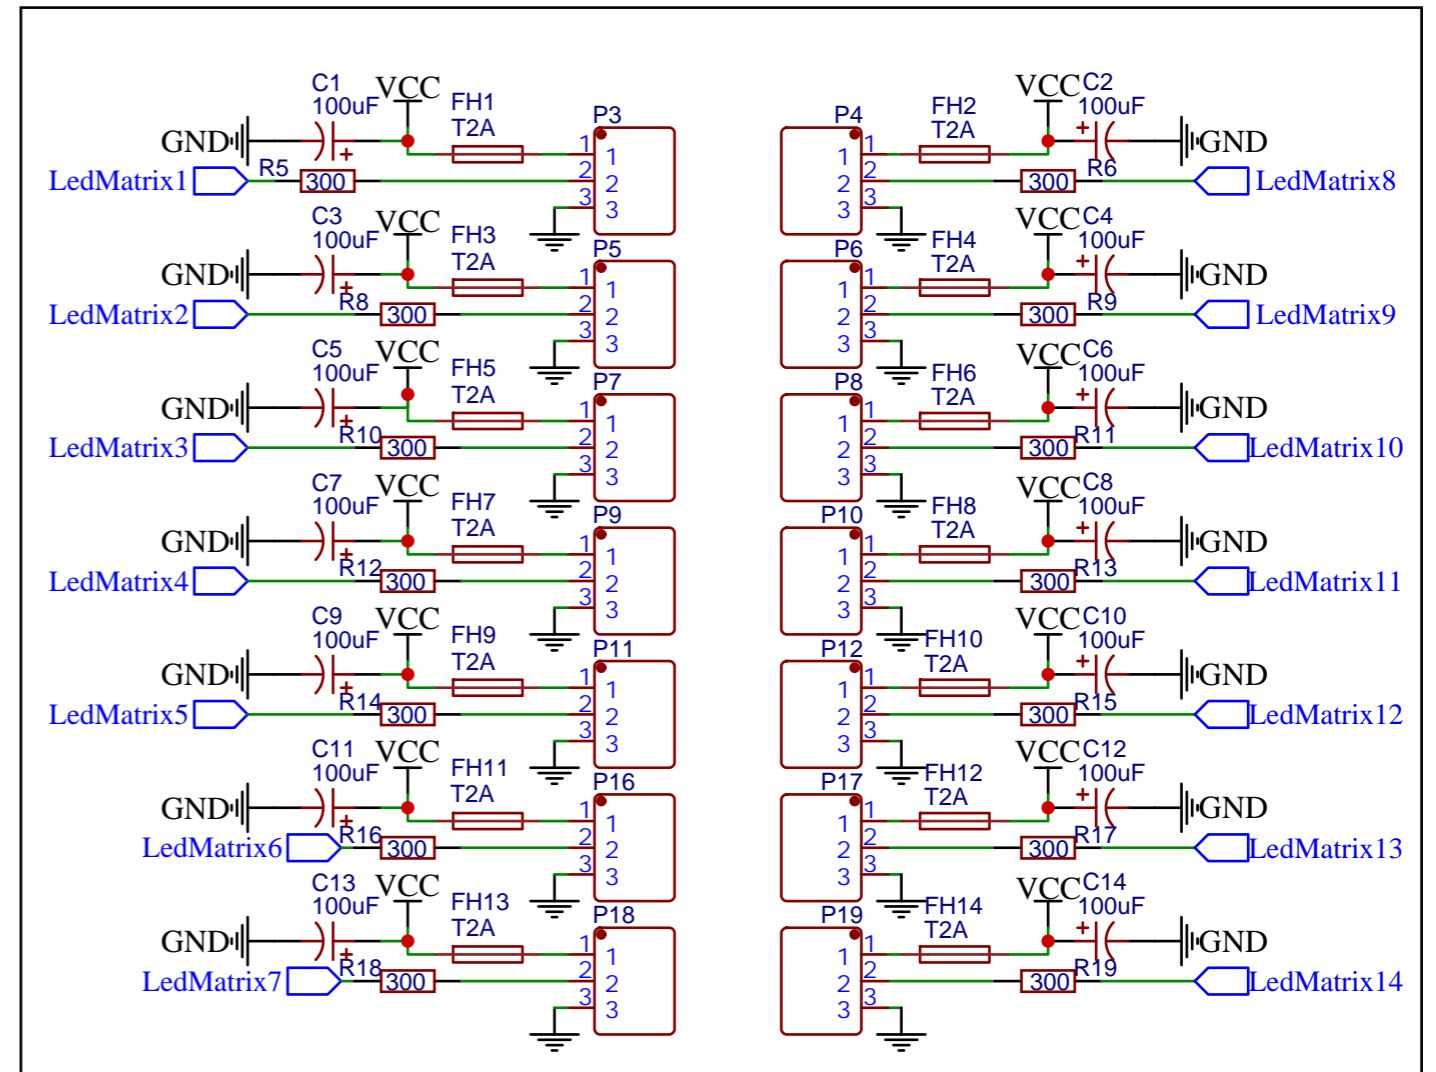 C1 VCC FH1 P3
100uF T2A
GND + 1 1
LedMatrix1 R5 300 2 2
3 3
P4 FH2 VCC C2
T2A 100uF
1 1 + GND
2 2 300 R6 LedMatrix8
3 3
C3 VCC FH3 P5
100uF T2A
GND + 1 1
LedMatrix2 R8 300 2 2
3 3
P6 FH4 VCC C4
T2A 100uF
1 1 + GND
2 2 300 R9 LedMatrix9
3 3
C5 VCC FH5 P7
100uF T2A
GND + 1 1
LedMatrix3 R10 300 2 2
3 3
P8 FH6 VCC C6
T2A 100uF
1 1 + GND
2 2 300 R11 LedMatrix10
3 3
C7 VCC FH7 P9
100uF T2A
GND + 1 1
LedMatrix4 R12 300 2 2
3 3
P10 FH8 VCC C8
T2A 100uF
1 1 + GND
2 2 300 R13 LedMatrix11
3 3
C9 VCC FH9 P11
100uF T2A
GND + 1 1
LedMatrix5 R14 300 2 2
3 3
P12 FH10 VCC C10
T2A 100uF
1 1 + GND
2 2 300 R15 LedMatrix12
3 3
C11 VCC FH11 P16
100uF T2A
GND + 1 1
LedMatrix6 R16 300 2 2
3 3
P17 FH12 VCC C12
T2A 100uF
1 1 + GND
2 2 300 R17 LedMatrix13
3 3
C13 VCC FH13 P18
100uF T2A
GND + 1 1
LedMatrix7 R18 300 2 2
3 3
P19 FH14 VCC C14
T2A 100uF
1 1 + GND
2 2 300 R19 LedMatrix14
3 3